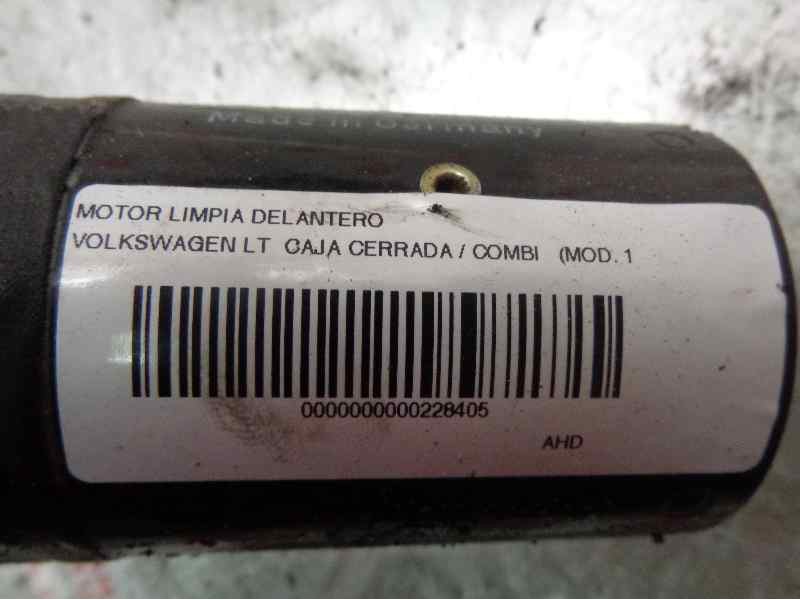 Made in Germany
MOTOR LIMPIA DELANTERO
VOLKSWAGEN LT CAJA CERRADA / COMBI (MOD. 1
0000000000228405
AHD